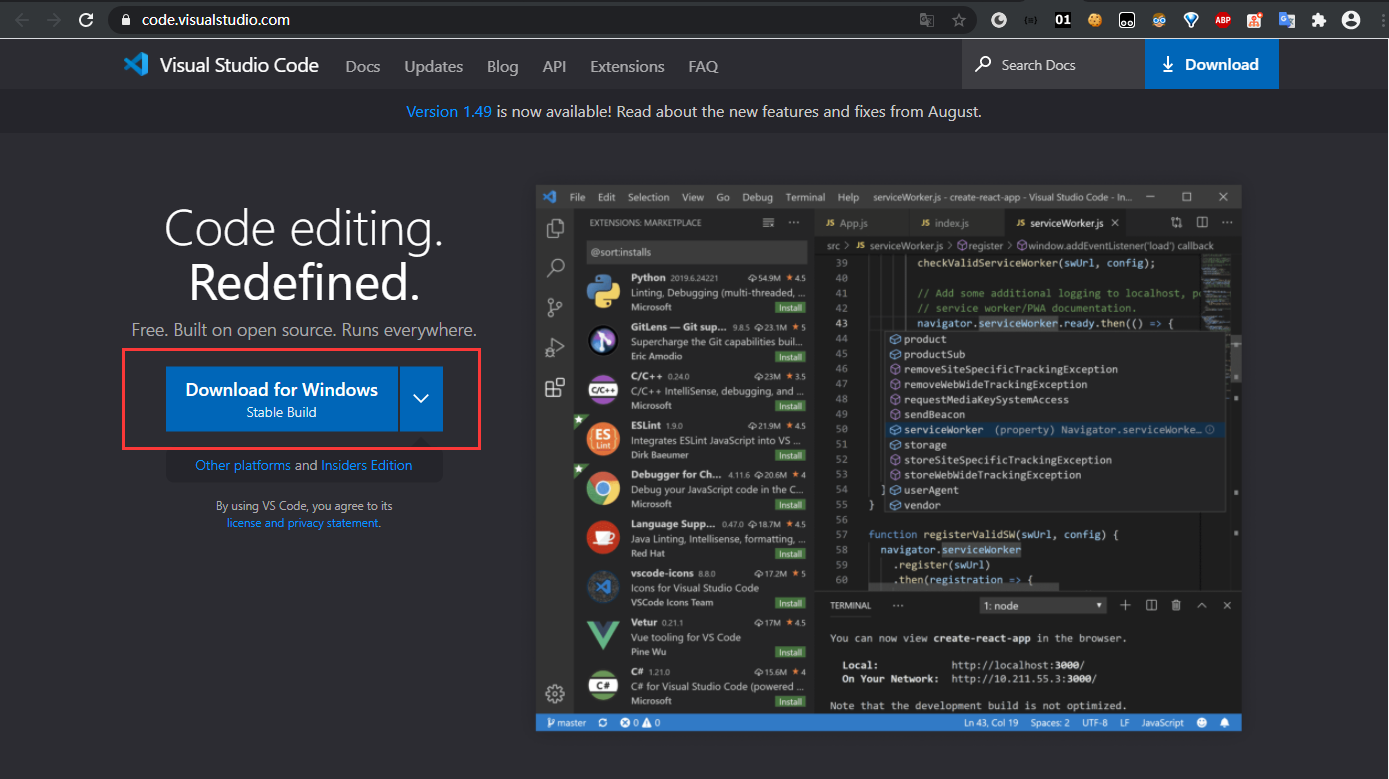 code.visualstudio.com
01
ABP
Visual Studio Code
Docs
Updates
Blog
API
Extensions
FAQ
Search Docs
Download
Version 1.49 is now available! Read about the new features and fixes from August.
Code editing.
Redefined.
Free. Built on open source. Runs everywhere.
Download for Windows
Stable Build
Other platforms and Insiders Edition
By using VS Code, you agree to its
license and privacy statement.
File Edit Selection View Go Debug Terminal Help
serviceWorker.js - create-react-app - Visual Studio Code - In...
EXTENSIONS: MARKETPLACE
@sort:installs
Python 2019.6.24221 54.9M 4.5
Linting, Debugging (multi-threaded, ...
Microsoft Install
GitLens — Git sup... 9.8.5 23.1M 5
Supercharge the Git capabilities buil...
Eric Amodio Install
C/C++ 0.24.0 23M 3.5
C/C++ IntelliSense, debugging, and ...
Microsoft Install
ESLint 1.9.0 21.9M 4.5
Integrates ESLint JavaScript into VS ...
Dirk Baeumer Install
Debugger for Ch... 4.11.6 20.6M 4
Debug your JavaScript code in the C...
Microsoft Install
Language Supp... 0.47.0 18.7M 4.5
Java Linting, Intellisense, formatting, ...
Red Hat Install
vscode-icons 8.8.0 17.2M 5
Icons for Visual Studio Code
VSCode Icons Team Install
Vetur 0.21.1 17M 4.5
Vue tooling for VS Code
Pine Wu Install
C# 1.21.0 15.6M 4
C# for Visual Studio Code (powered ...
Microsoft Install
C/C++
ES
Lint
C#
JS App.js
JS index.js
JS serviceWorker.js
src > JS serviceWorker.js > register > window.addEventListener('load') callback
39 checkValidServiceWorker(swUrl, config);
40
41 // Add some additional logging to localhost, p
42 // service worker/PWA documentation.
43 navigator.serviceWorker.ready.then(() => {
44 product
45 productSub
46 removeSiteSpecificTrackingException
47 removeWebWideTrackingException
48 requestMediaKeySystemAccess
49 sendBeacon
50 serviceWorker (property) Navigator.serviceWorke...
51 storage
52 storeSiteSpecificTrackingException
53 storeWebWideTrackingException
54 } userAgent
55 } vendor
56
57 function registerValidSW(swUrl, config) {
58 navigator.serviceWorker
59 .register(swUrl)
60 .then(registration => {
TERMINAL ... 1: node
You can now view create-react-app in the browser.
Local: http://localhost:3000/
On Your Network: http://10.211.55.3:3000/
Note that the development build is not optimized.
master 0 0 Ln 43, Col 19 Spaces: 2 UTF-8 LF JavaScript